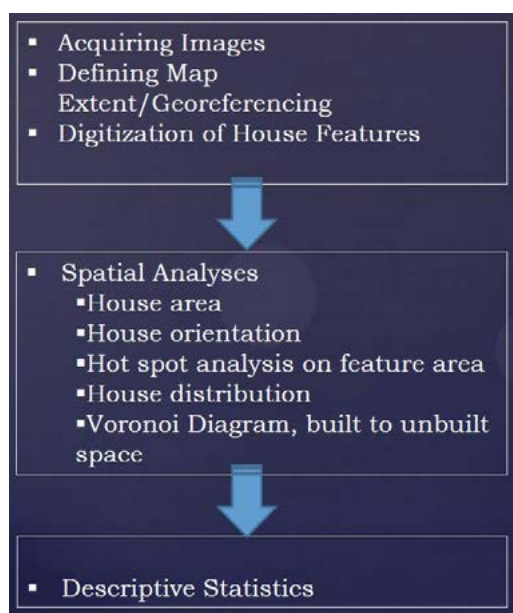 ▪ Acquiring Images
▪ Defining Map
Extent/Georeferencing
▪ Digitization of House Features
▪ Spatial Analyses
▪House area
▪House orientation
▪Hot spot analysis on feature area
▪House distribution
▪Voronoi Diagram, built to unbuilt
space
▪ Descriptive Statistics